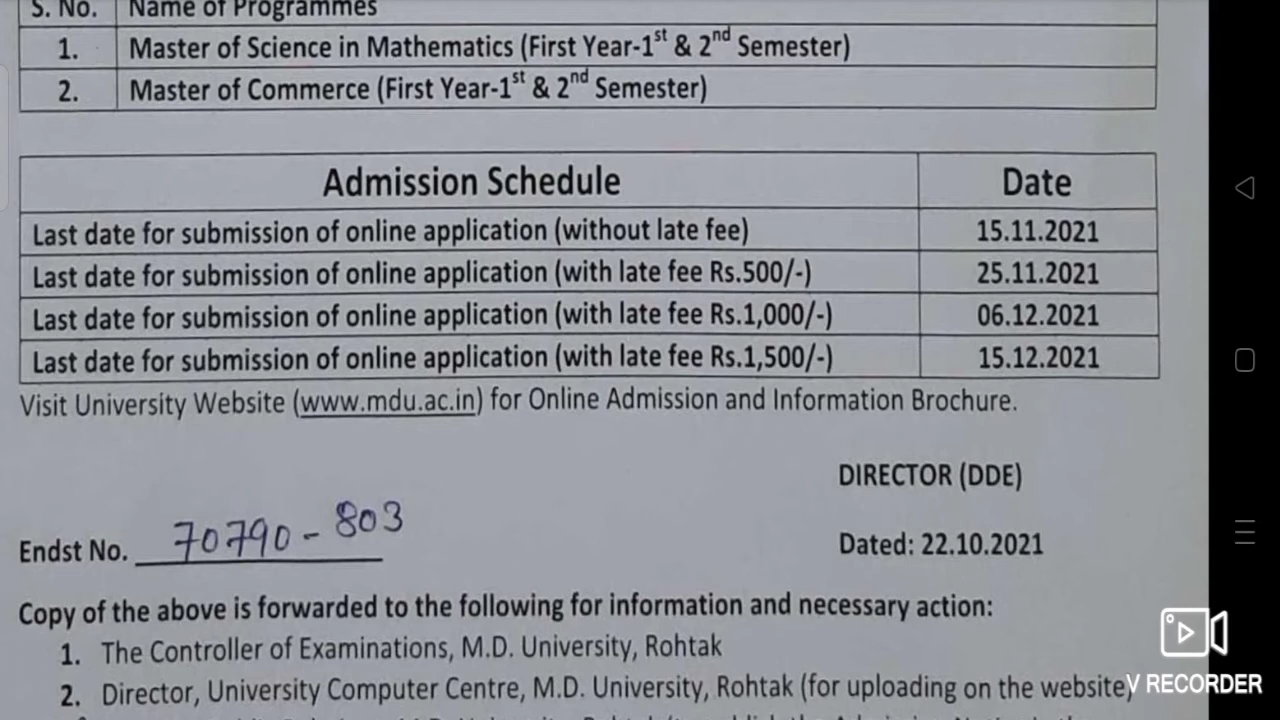 S. No. Name of Programmes
1. Master of Science in Mathematics (First Year-1st & 2nd Semester)
2. Master of Commerce (First Year-1st & 2nd Semester)
Admission Schedule Date
Last date for submission of online application (without late fee) 15.11.2021
Last date for submission of online application (with late fee Rs.500/-) 25.11.2021
Last date for submission of online application (with late fee Rs.1,000/-) 06.12.2021
Last date for submission of online application (with late fee Rs.1,500/-) 15.12.2021
Visit University Website (www.mdu.ac.in) for Online Admission and Information Brochure.
DIRECTOR (DDE)
Endst No. 70790-803 Dated: 22.10.2021
Copy of the above is forwarded to the following for information and necessary action:
1. The Controller of Examinations, M.D. University, Rohtak
2. Director, University Computer Centre, M.D. University, Rohtak (for uploading on the website)
V RECORDER